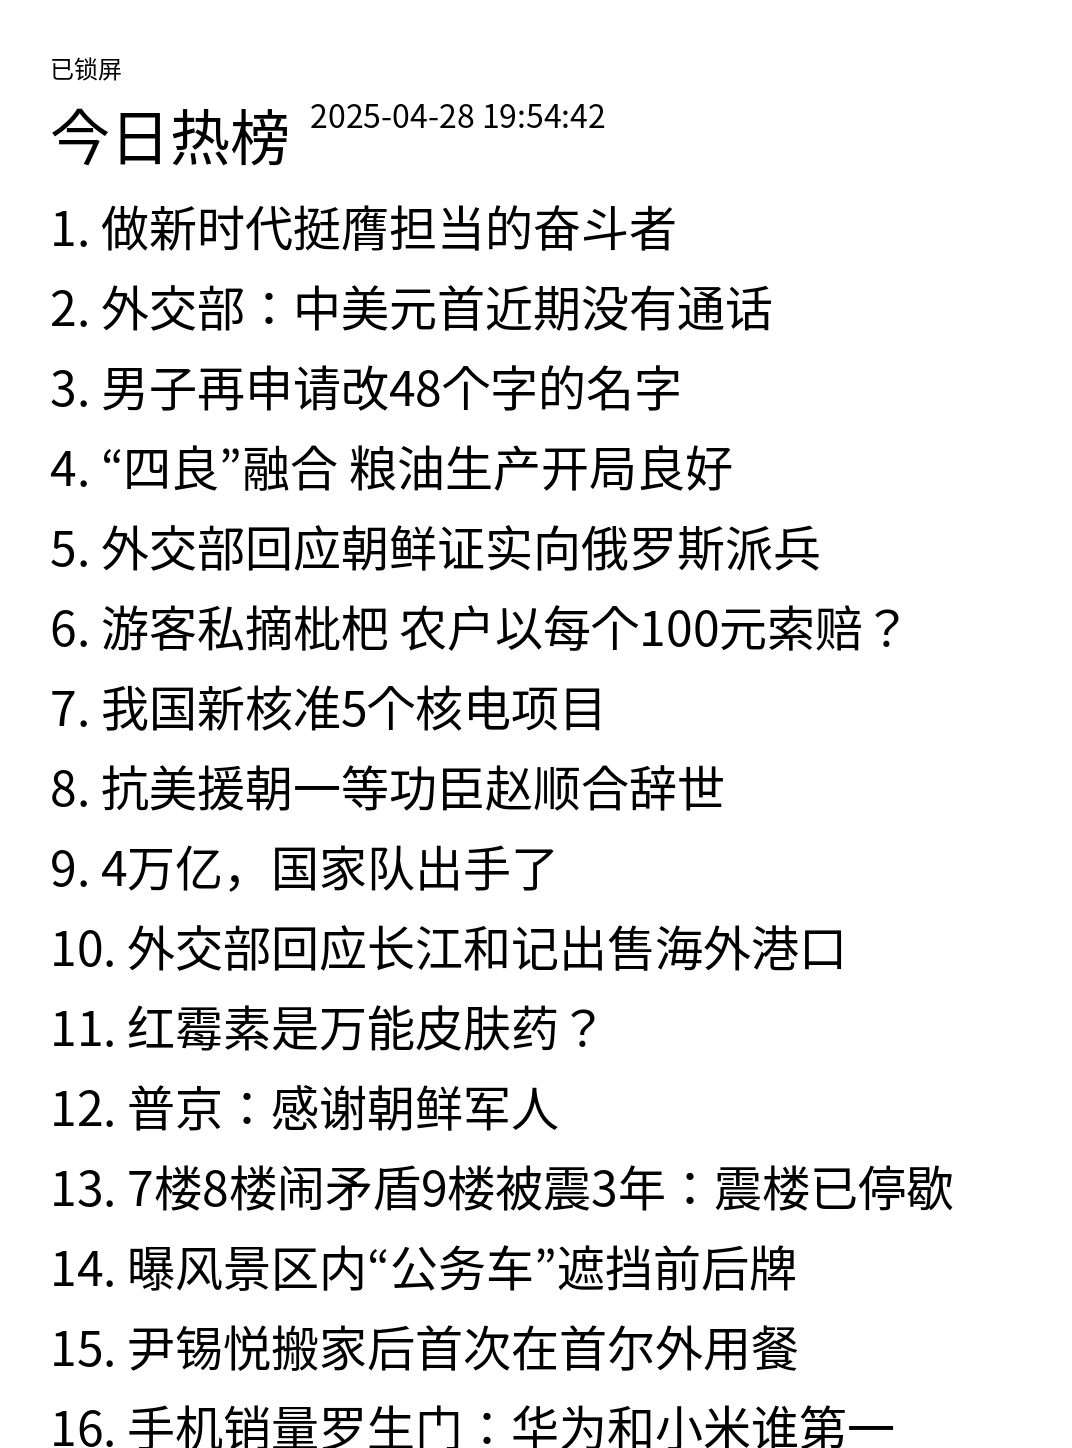 已锁屏
今日热榜 2025-04-28 19:54:42
1. 做新时代挺膺担当的奋斗者
2. 外交部：中美元首近期没有通话
3. 男子再申请改48个字的名字
4. “四良”融合 粮油生产开局良好
5. 外交部回应朝鲜证实向俄罗斯派兵
6. 游客私摘枇杷 农户以每个100元索赔？
7. 我国新核准5个核电项目
8. 抗美援朝一等功臣赵顺合辞世
9. 4万亿，国家队出手了
10. 外交部回应长江和记出售海外港口
11. 红霉素是万能皮肤药？
12. 普京：感谢朝鲜军人
13. 7楼8楼闹矛盾9楼被震3年：震楼已停歇
14. 曝风景区内“公务车”遮挡前后牌
15. 尹锡悦搬家后首次在首尔外用餐
16. 手机销量罗生门：华为和小米谁第一